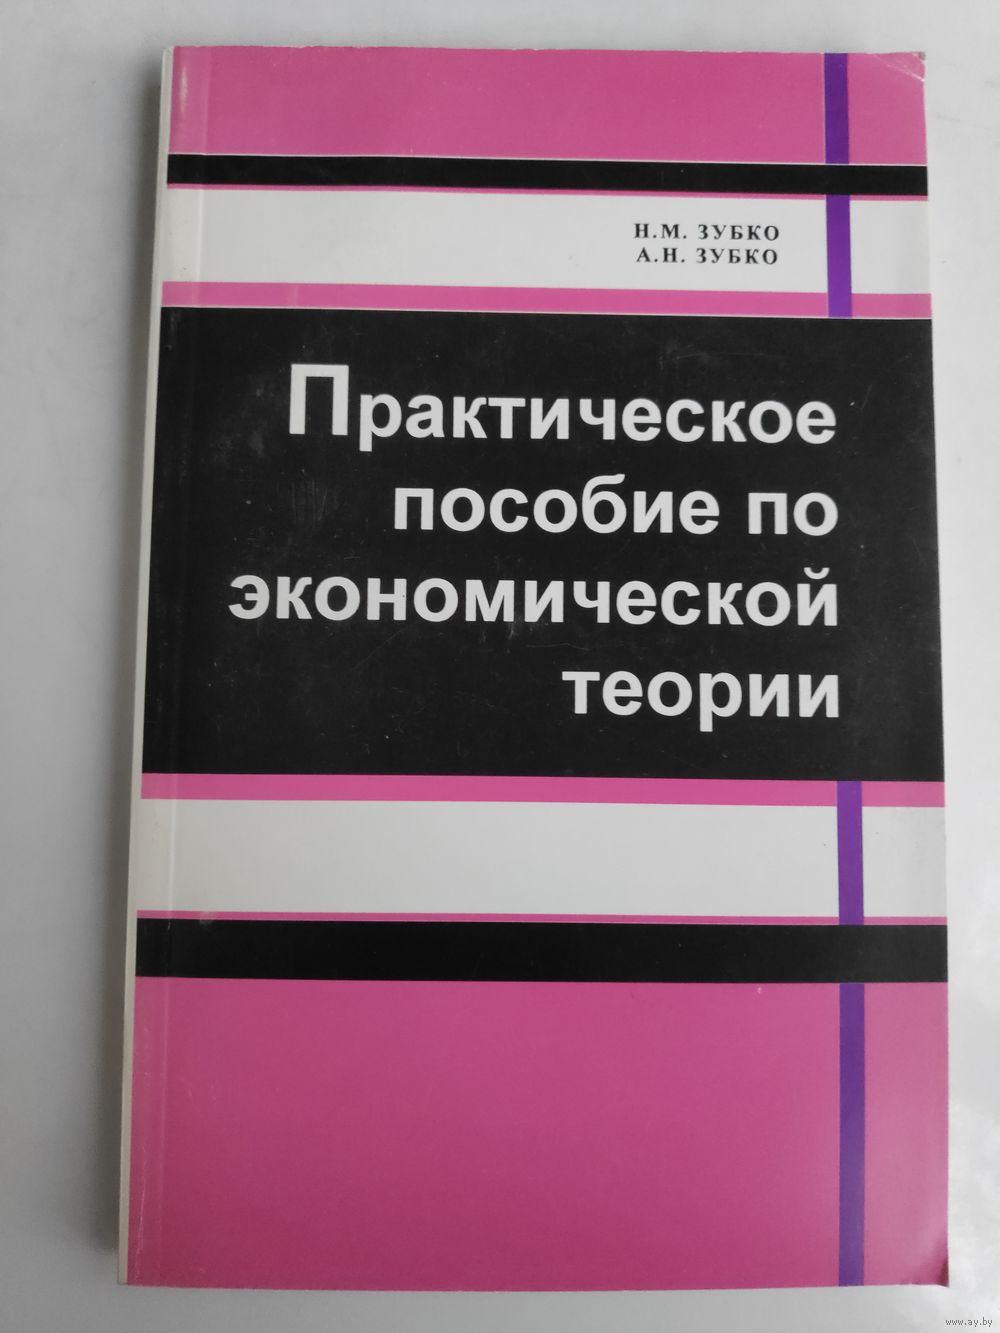 Н.М. ЗУБКО
А.Н. ЗУБКО
Практическое
пособие по
экономической
теории
www.ay.by